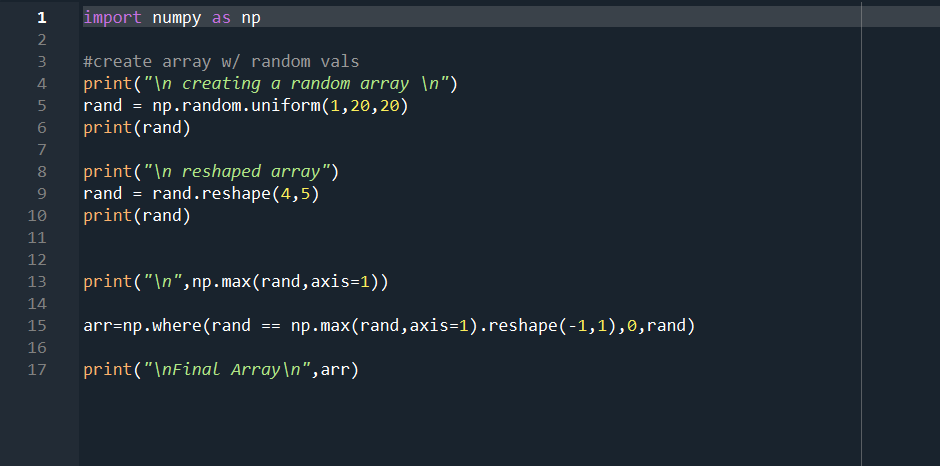 1 import numpy as np
2
3 #create array w/ random vals
4 print("\n creating a random array \n")
5 rand = np.random.uniform(1,20,20)
6 print(rand)
7
8 print("\n reshaped array")
9 rand = rand.reshape(4,5)
10 print(rand)
11
12
13 print("\n",np.max(rand,axis=1))
14
15 arr=np.where(rand == np.max(rand,axis=1).reshape(-1,1),0,rand)
16
17 print("\nFinal Array\n",arr)